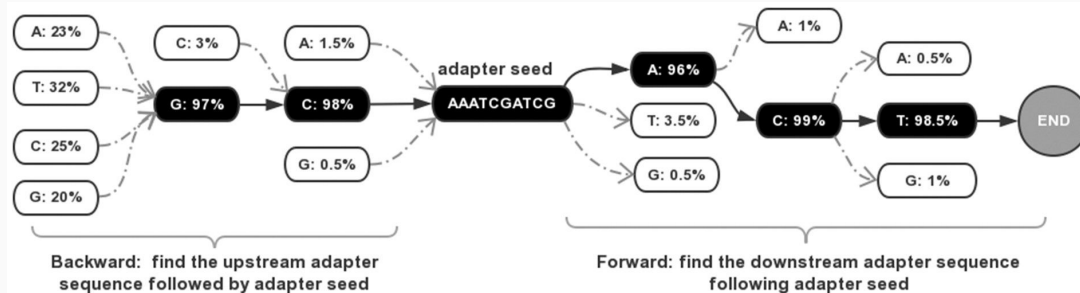 A: 23%
T: 32%
C: 25%
G: 20%
C: 3%
G: 97%
A: 1.5%
C: 98%
G: 0.5%
adapter seed
AAATCGATCG
A: 96%
T: 3.5%
G: 0.5%
A: 1%
C: 99%
A: 0.5%
T: 98.5%
G: 1%
END
Backward: find the upstream adapter
sequence followed by adapter seed
Forward: find the downstream adapter sequence
following adapter seed